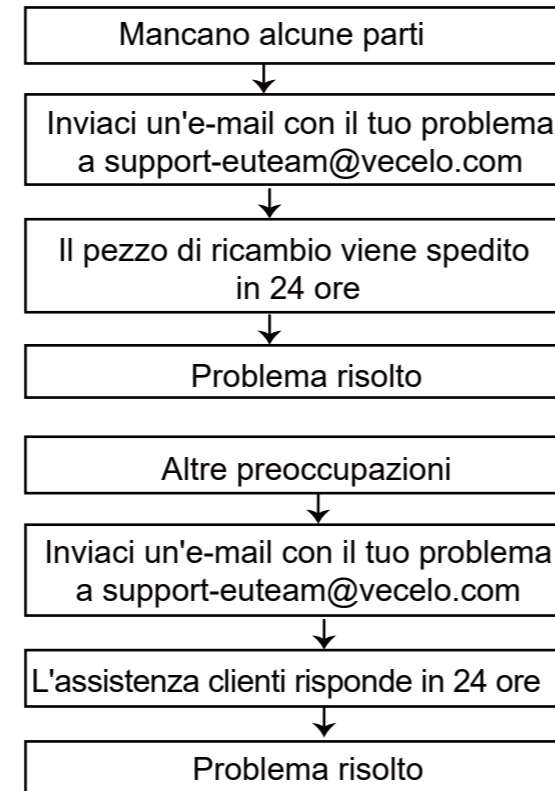 Mancano alcune parti
Inviaci un'e-mail con il tuo problema
a support-euteam@vecelo.com
Il pezzo di ricambio viene spedito
in 24 ore
Problema risolto
Altre preoccupazioni
Inviaci un'e-mail con il tuo problema
a support-euteam@vecelo.com
L'assistenza clienti risponde in 24 ore
Problema risolto